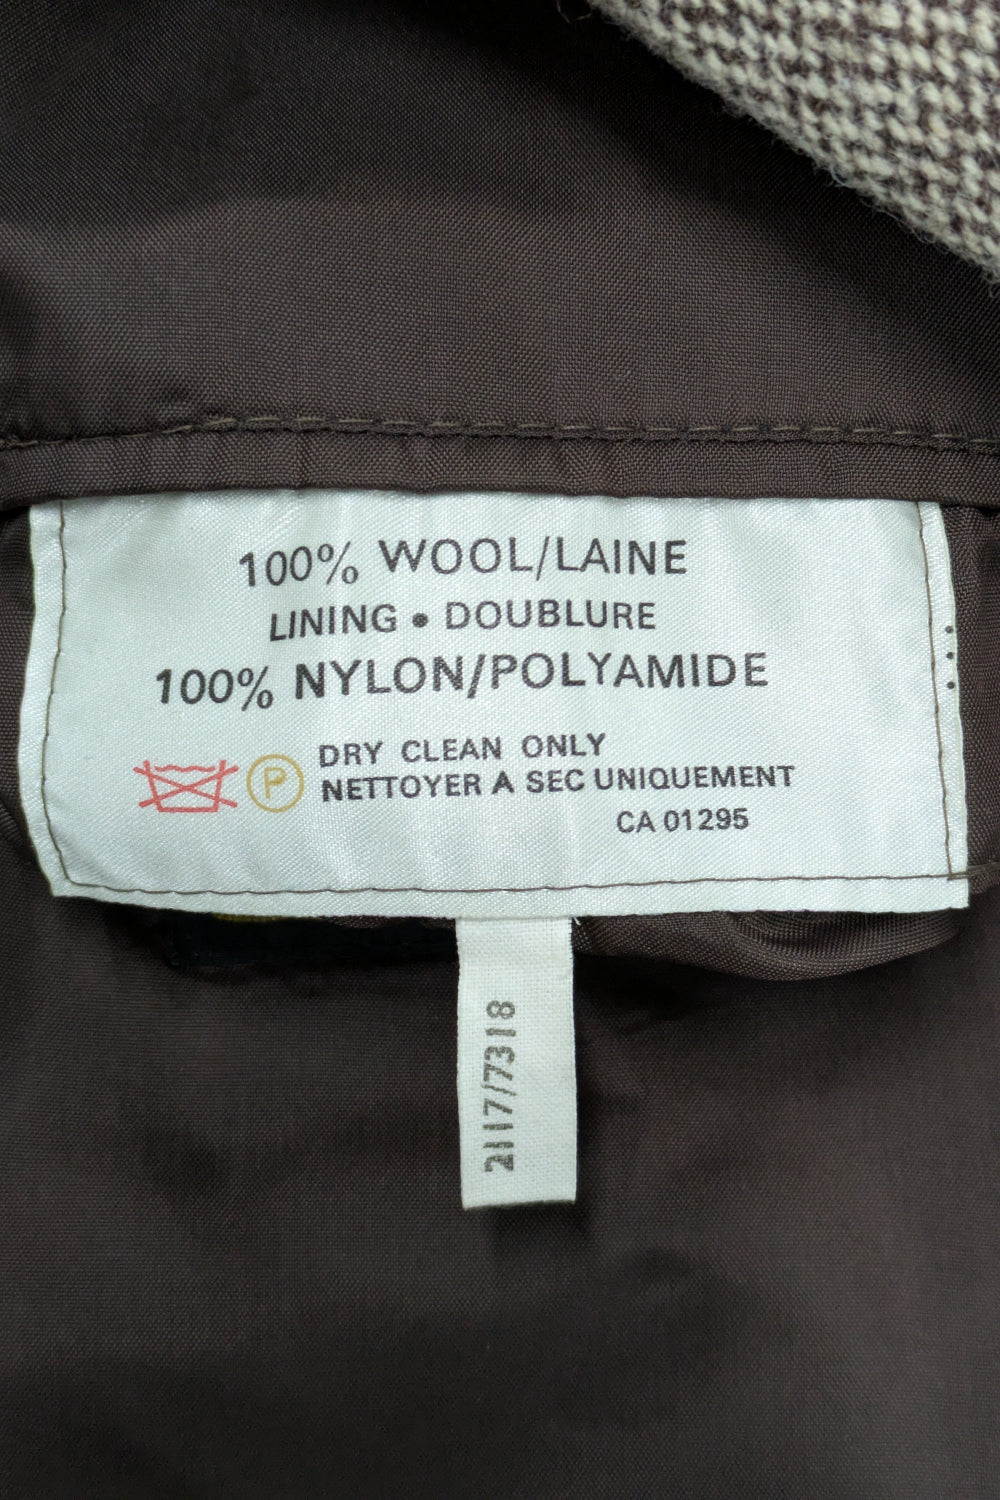 100% WOOL/LAINE
LINING • DOUBLURE
100% NYLON/POLYAMIDE
P
DRY CLEAN ONLY
NETTOYER A SEC UNIQUEMENT
CA 01295
2117/7318